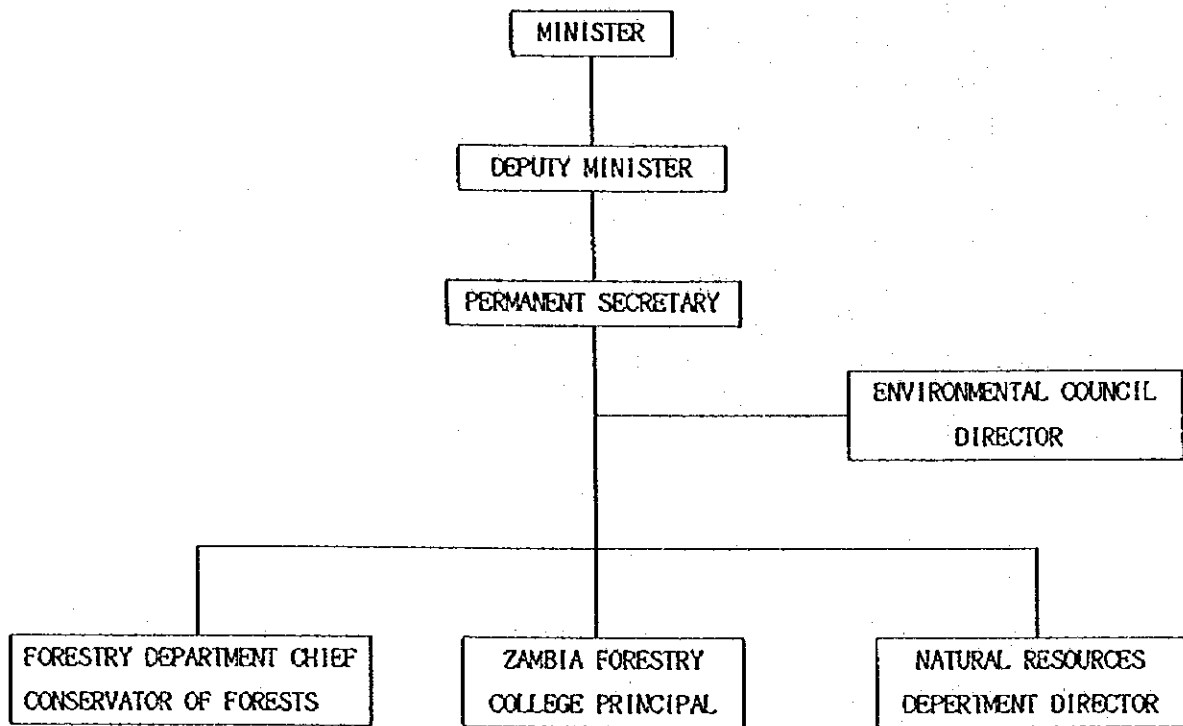 MINISTER
DEPUTY MINISTER
PERMANENT SECRETARY
ENVIRONMENTAL COUNCIL
DIRECTOR
FORESTRY DEPARTMENT CHIEF
CONSERVATOR OF FORESTS
ZAMBIA FORESTRY
COLLEGE PRINCIPAL
NATURAL RESOURCES
DEPERTMENT DIRECTOR